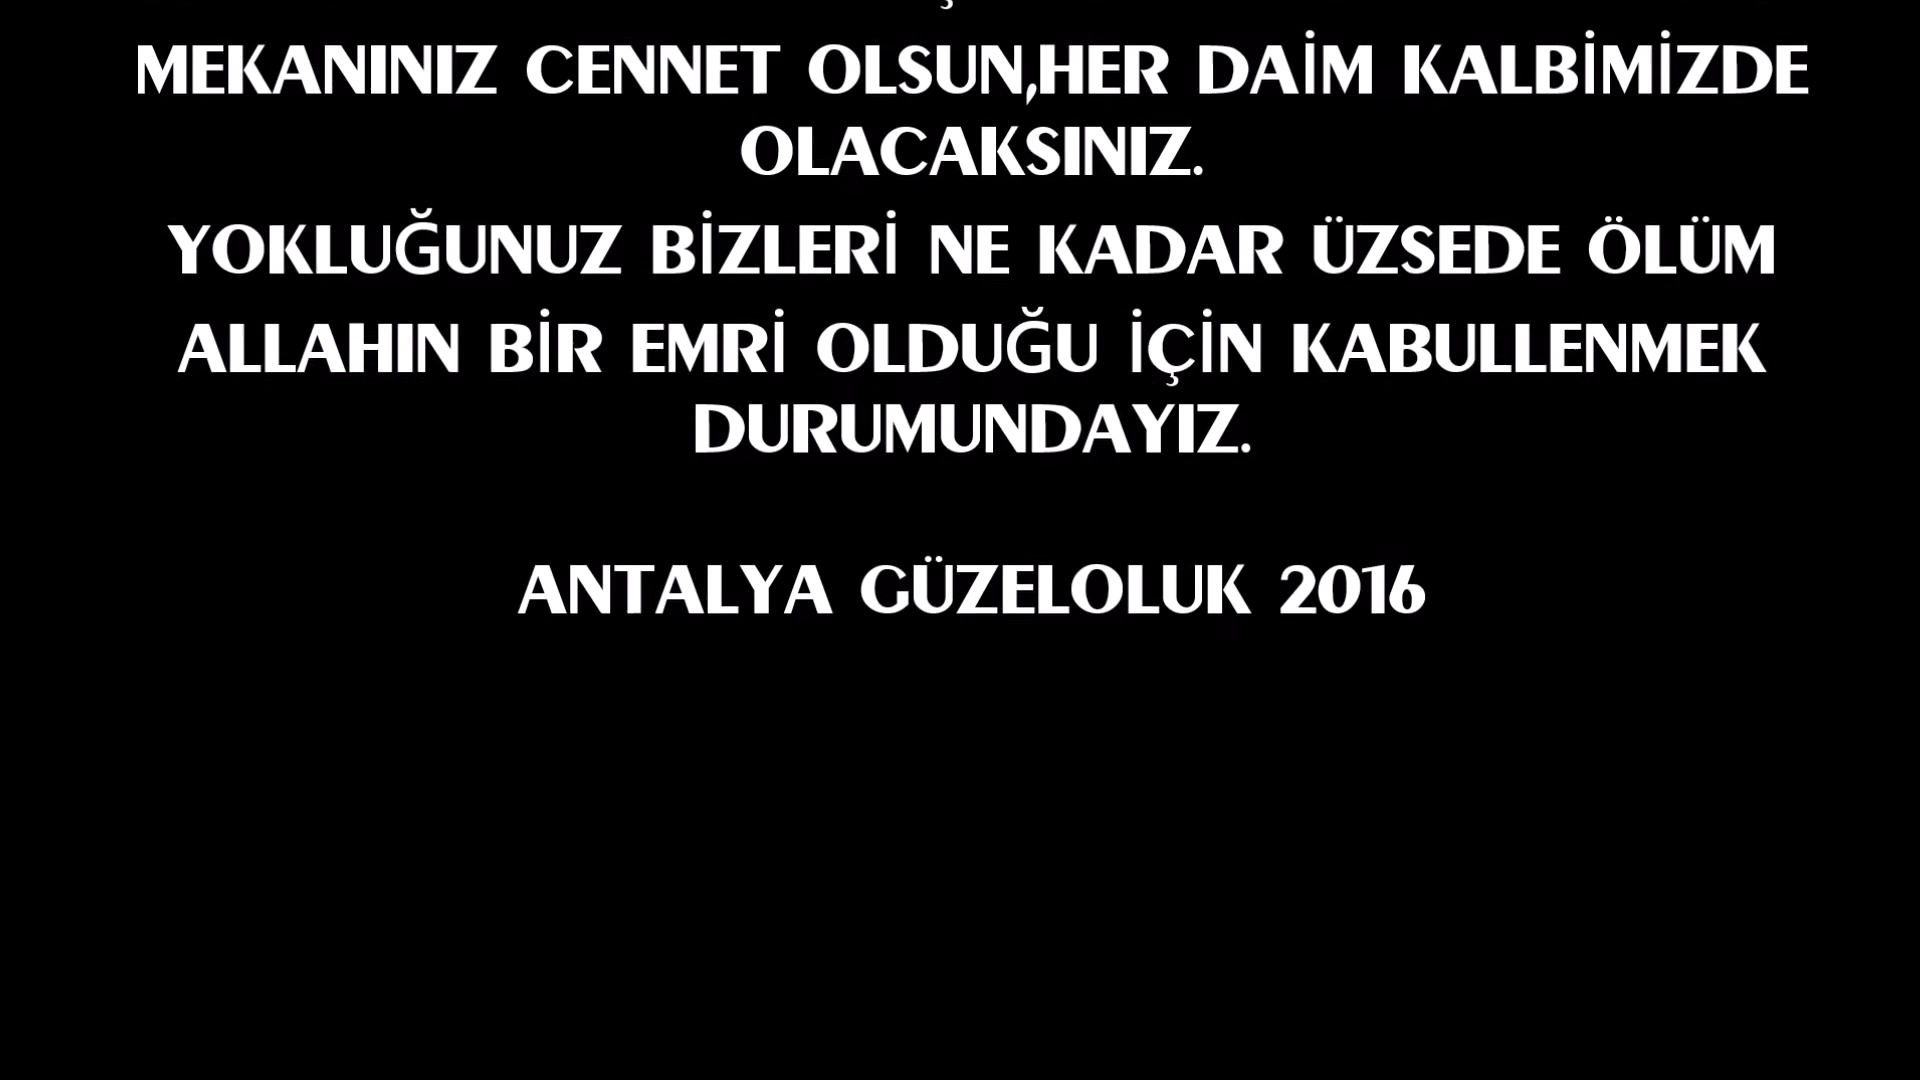 MEKANINIZ CENNET OLSUN,HER DAİM KALBİMİZDE
OLACAKSINIZ.
YOKLUĞUNUZ BİZLERİ NE KADAR ÜZSEDE ÖLÜM
ALLAHIN BİR EMRİ OLDUĞU İÇİN KABULLENMEK
DURUMUNDAYIZ.
ANTALYA GÜZELOLUK 2016